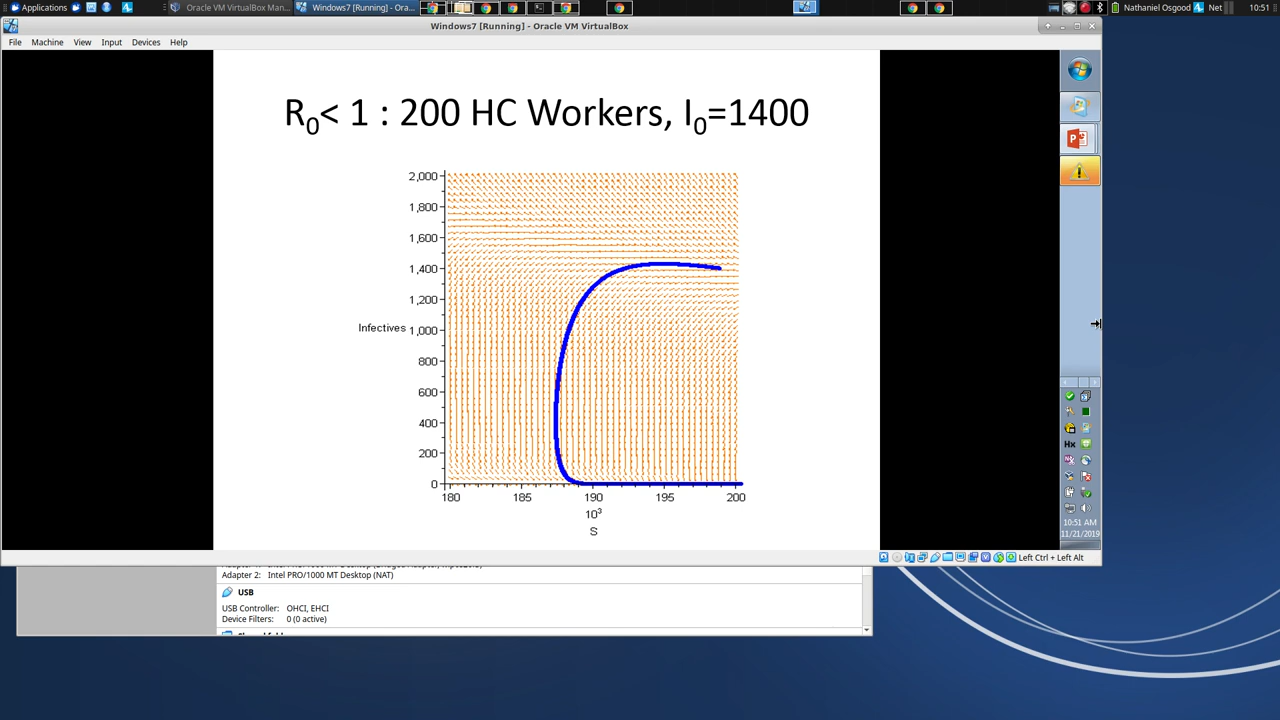 Applications
Oracle VM VirtualBox Man...
Windows7 [Running] - Ora...
Nathaniel Osgood
Net
10:51
Windows7 [Running] - Oracle VM VirtualBox
File Machine View Input Devices Help
R0< 1 : 200 HC Workers, I0=1400
2,000
1,800
1,600
1,400
1,200
Infectives 1,000
800
600
400
200
0
180 185 190 195 200
10³
S
Hx
10:51 AM
11/21/2019
Left Ctrl + Left Alt
Adapter 2: Intel PRO/1000 MT Desktop (NAT)
USB
USB Controller: OHCI, EHCI
Device Filters: 0 (0 active)